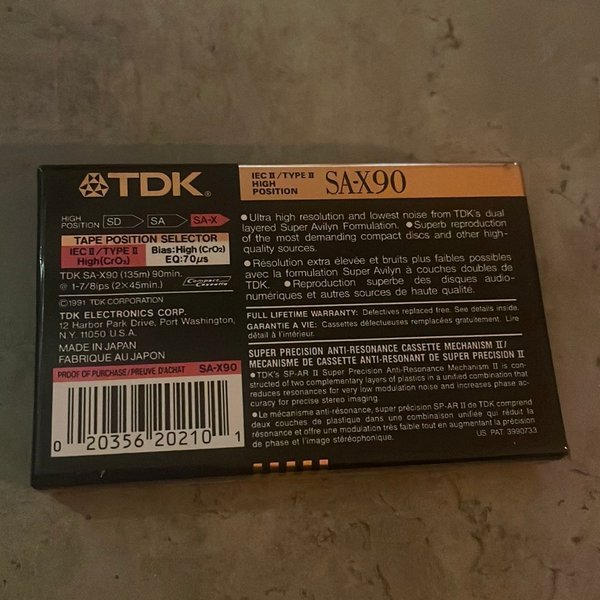 TDK®
HIGH POSITION SD SA SA-X
TAPE POSITION SELECTOR
IEC II/TYPE II High(CrO2)
Bias:High(CrO2) EQ:70μs
TDK SA-X90 (135m) 90min.
@ 1-7/8ips (2×45min.)
Compact Cassette
©1991 TDK CORPORATION
TDK ELECTRONICS CORP.
12 Harbor Park Drive, Port Washington,
N.Y. 11050 U.S.A.
MADE IN JAPAN
FABRIQUE AU JAPON
PROOF OF PURCHASE/PREUVE D'ACHAT SA-X90
0 20356 20210 1
IEC II/TYPE II
HIGH
POSITION
SA-X90
●Ultra high resolution and lowest noise from TDK's dual
layered Super Avilyn Formulation. ●Superb reproduction
of the most demanding compact discs and other high-
quality sources.
●Résolution extra élevée et bruits plus faibles possibles
avec la formulation Super Avilyn à couches doubles de
TDK. ●Reproduction superbe des disques audio-
numériques et autres sources de haute qualité.
FULL LIFETIME WARRANTY: Defectives replaced free. See details inside.
GARANTIE A VIE: Cassettes défectueuses remplacées gratuitement. Lire
détail à l'intérieur.
SUPER PRECISION ANTI-RESONANCE CASSETTE MECHANISM II/
MECANISME DE CASSETTE ANTI-RESONANT DE SUPER PRECISION II
●TDK's SP-AR II Super Precision Anti-Resonance Mechanism II is con-
structed of two complementary layers of plastics in a unified combination that
reduces resonances for very low modulation noise and increases phase ac-
curacy for precise stereo imaging.
●Le mécanisme anti-résonance, super précision SP-AR II de TDK comprend
deux couches de plastique dans une combinaison unifiée qui réduit la
résonance et offre une modulation très faible tout en augmentant la précision
de phase et l'image stéréophonique.
US. PAT. 3990733